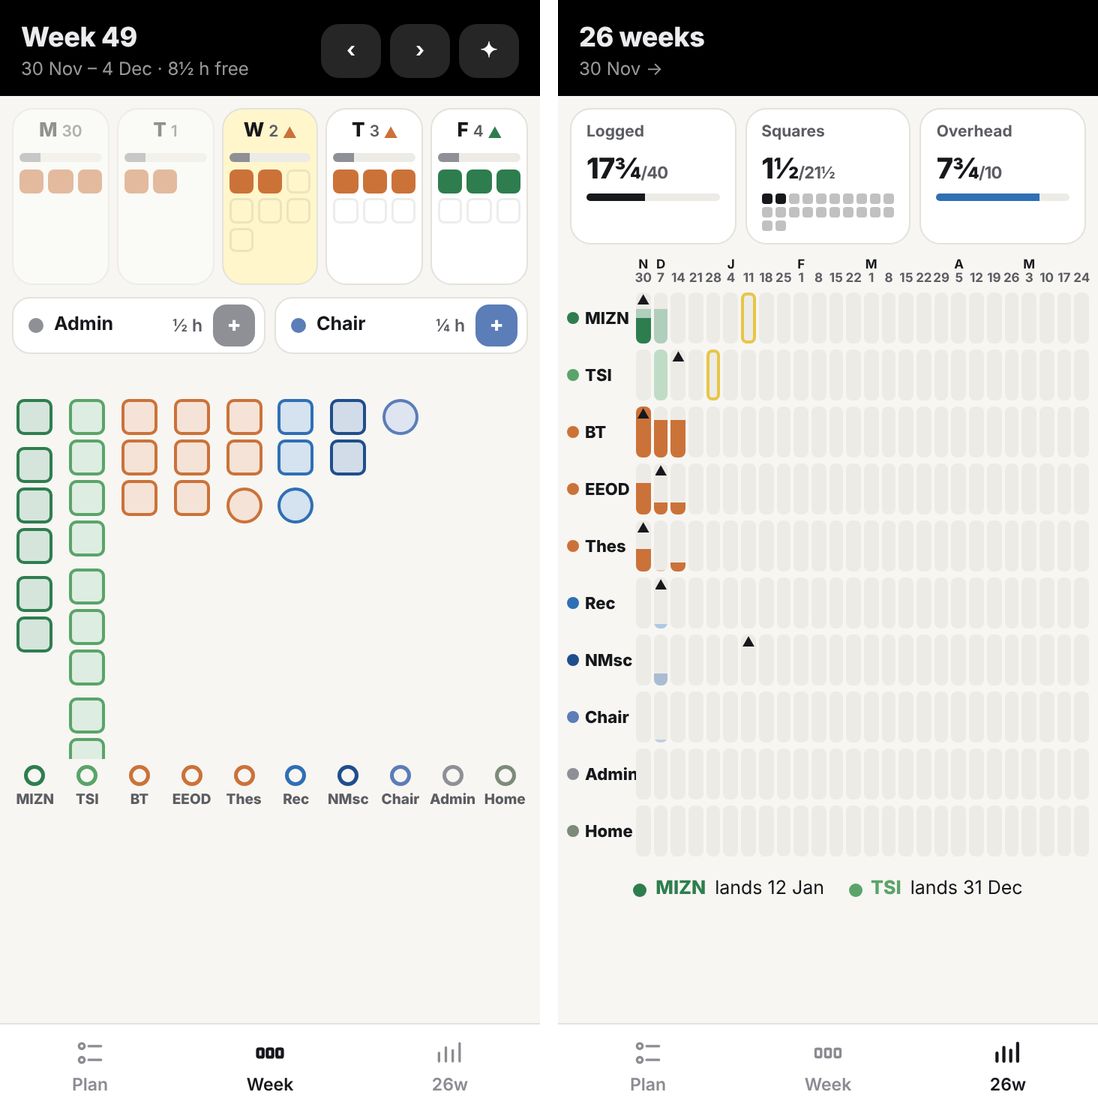 Week 49
30 Nov – 4 Dec · 8½ h free
M 30
T 1
W 2
T 3
F 4
Admin ½ h +
Chair ¼ h +
MIZN TSI BT EEOD Thes Rec NMsc Chair Admin Home
Plan Week 26w
26 weeks
30 Nov →
Logged
17¾/40
Squares
1½/21½
Overhead
7¾/10
N D J F M A M
30 7 14 21 28 4 11 18 25 1 8 15 22 1 8 15 22 29 5 12 19 26 3 10 17 24
MIZN
TSI
BT
EEOD
Thes
Rec
NMsc
Chair
Admin
Home
MIZN lands 12 Jan TSI lands 31 Dec
Plan Week 26w